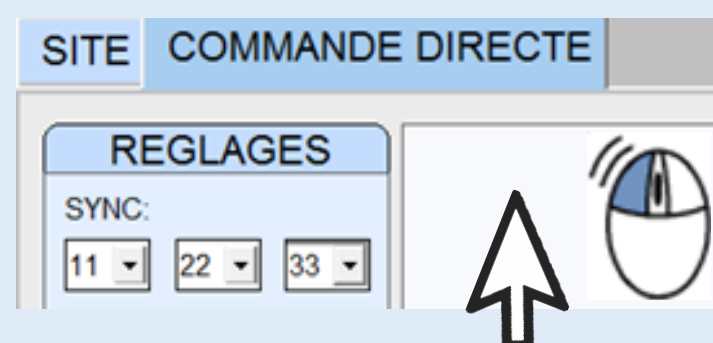 SITE COMMANDE DIRECTE
REGLAGES
SYNC:
11 22 33